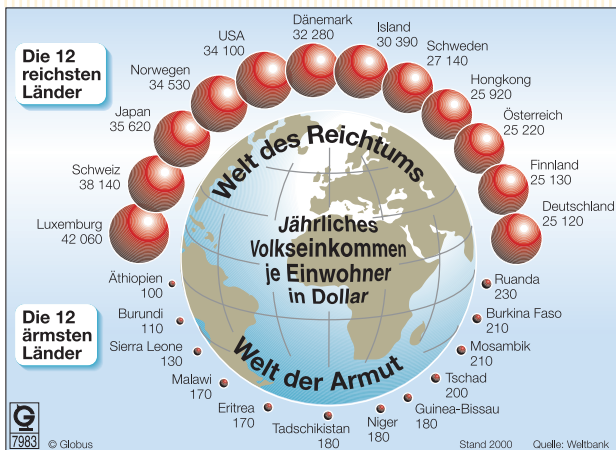 Die 12
reichsten
Länder
Luxemburg
42 060
Schweiz
38 140
Japan
35 620
Norwegen
34 530
USA
34 100
Dänemark
32 280
Island
30 390
Schweden
27 140
Hongkong
25 920
Österreich
25 220
Finnland
25 130
Deutschland
25 120
Welt des Reichtums
Jährliches
Volkseinkommen
je Einwohner
in Dollar
Welt der Armut
Die 12
ärmsten
Länder
Äthiopien
100
Burundi
110
Sierra Leone
130
Malawi
170
Eritrea
170
Tadschikistan
180
Niger
180
Guinea-Bissau
180
Tschad
200
Mosambik
210
Burkina Faso
210
Ruanda
230
G
7983
© Globus
Stand 2000
Quelle: Weltbank